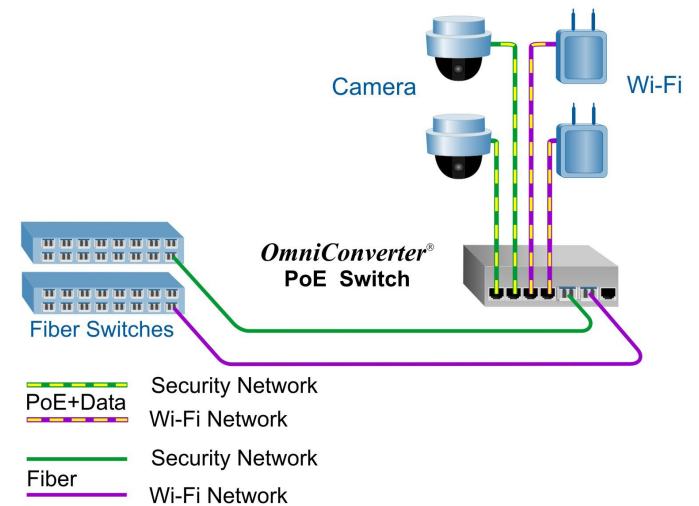 Camera
Wi-Fi
OmniConverter®
PoE Switch
Fiber Switches
PoE+Data
Security Network
Wi-Fi Network
Fiber
Security Network
Wi-Fi Network